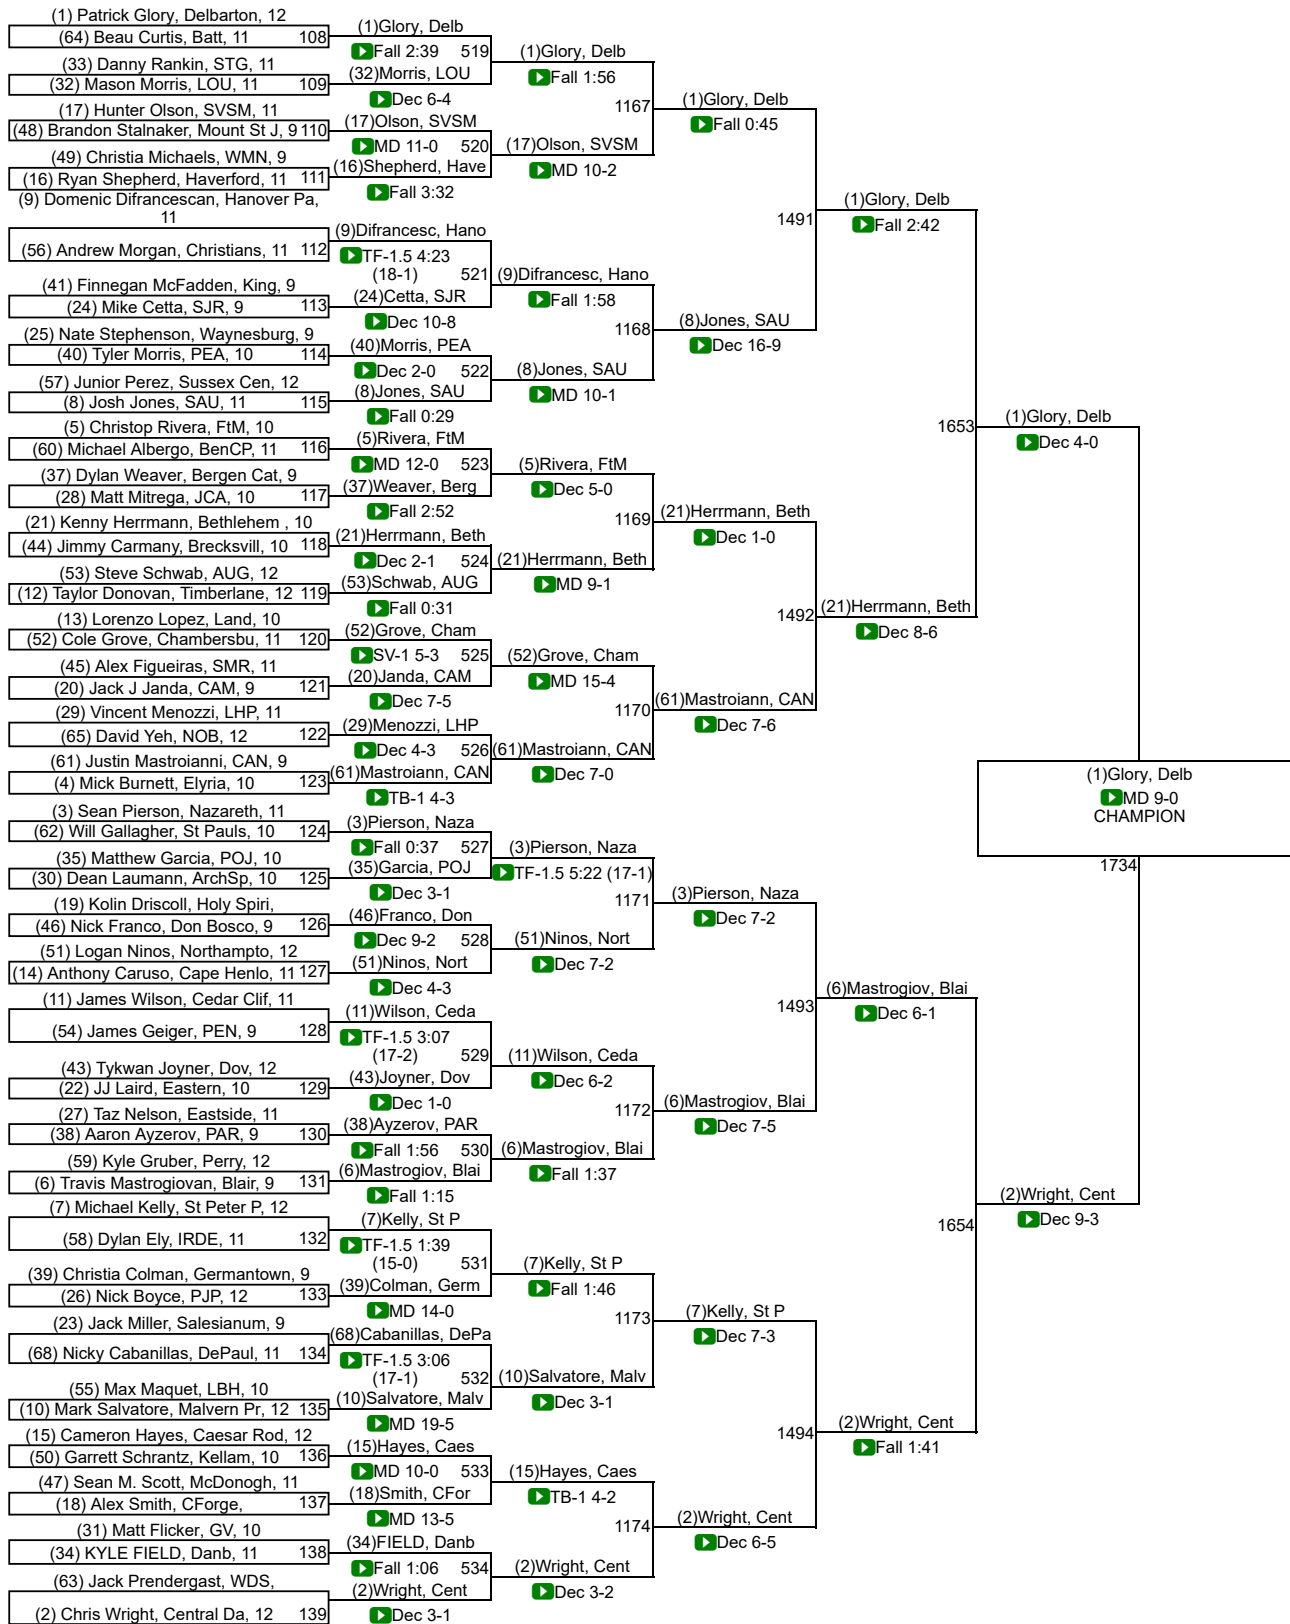 (1) Patrick Glory, Delbarton, 12
(64) Beau Curtis, Batt, 11 108
(33) Danny Rankin, STG, 11
(32) Mason Morris, LOU, 11 109
(17) Hunter Olson, SVSM, 11
(48) Brandon Stalnaker, Mount St J, 9 110
(49) Christia Michaels, WMN, 9
(16) Ryan Shepherd, Haverford, 11 111
(9) Domenic Difrancescan, Hanover Pa,
11
(56) Andrew Morgan, Christians, 11 112
(41) Finnegan McFadden, King, 9
(24) Mike Cetta, SJR, 9 113
(25) Nate Stephenson, Waynesburg, 9
(40) Tyler Morris, PEA, 10 114
(57) Junior Perez, Sussex Cen, 12
(8) Josh Jones, SAU, 11 115
(5) Christop Rivera, FtM, 10
(60) Michael Albergo, BenCP, 11 116
(37) Dylan Weaver, Bergen Cat, 9
(28) Matt Mitrega, JCA, 10 117
(21) Kenny Herrmann, Bethlehem , 10
(44) Jimmy Carmany, Brecksvill, 10 118
(53) Steve Schwab, AUG, 12
(12) Taylor Donovan, Timberlane, 12 119
(13) Lorenzo Lopez, Land, 10
(52) Cole Grove, Chambersbu, 11 120
(45) Alex Figueiras, SMR, 11
(20) Jack J Janda, CAM, 9 121
(29) Vincent Menozzi, LHP, 11
(65) David Yeh, NOB, 12 122
(61) Justin Mastroianni, CAN, 9
(4) Mick Burnett, Elyria, 10 123
(3) Sean Pierson, Nazareth, 11
(62) Will Gallagher, St Pauls, 10 124
(35) Matthew Garcia, POJ, 10
(30) Dean Laumann, ArchSp, 10 125
(19) Kolin Driscoll, Holy Spiri,
(46) Nick Franco, Don Bosco, 9 126
(51) Logan Ninos, Northampto, 12
(14) Anthony Caruso, Cape Henlo, 11 127
(11) James Wilson, Cedar Clif, 11
(54) James Geiger, PEN, 9 128
(43) Tykwan Joyner, Dov, 12
(22) JJ Laird, Eastern, 10 129
(27) Taz Nelson, Eastside, 11
(38) Aaron Ayzerov, PAR, 9 130
(59) Kyle Gruber, Perry, 12
(6) Travis Mastrogiovan, Blair, 9 131
(7) Michael Kelly, St Peter P, 12
(58) Dylan Ely, IRDE, 11 132
(39) Christia Colman, Germantown, 9
(26) Nick Boyce, PJP, 12 133
(23) Jack Miller, Salesianum, 9
(68) Nicky Cabanillas, DePaul, 11 134
(55) Max Maquet, LBH, 10
(10) Mark Salvatore, Malvern Pr, 12 135
(15) Cameron Hayes, Caesar Rod, 12
(50) Garrett Schrantz, Kellam, 10 136
(47) Sean M. Scott, McDonogh, 11
(18) Alex Smith, CForge, 137
(31) Matt Flicker, GV, 10
(34) KYLE FIELD, Danb, 11 138
(63) Jack Prendergast, WDS,
(2) Chris Wright, Central Da, 12 139
(1)Glory, Delb
Fall 2:39 519
(32)Morris, LOU
Dec 6-4
(17)Olson, SVSM
MD 11-0 520
(16)Shepherd, Have
Fall 3:32
(9)Difrancesc, Hano
TF-1.5 4:23
(18-1) 521
(24)Cetta, SJR
Dec 10-8
(40)Morris, PEA
Dec 2-0 522
(8)Jones, SAU
Fall 0:29
(5)Rivera, FtM
MD 12-0 523
(37)Weaver, Berg
Fall 2:52
(21)Herrmann, Beth
Dec 2-1 524
(53)Schwab, AUG
Fall 0:31
(52)Grove, Cham
SV-1 5-3 525
(20)Janda, CAM
Dec 7-5
(29)Menozzi, LHP
Dec 4-3 526
(61)Mastroiann, CAN
TB-1 4-3
(3)Pierson, Naza
Fall 0:37 527
(35)Garcia, POJ
Dec 3-1
(46)Franco, Don
Dec 9-2 528
(51)Ninos, Nort
Dec 4-3
(11)Wilson, Ceda
TF-1.5 3:07
(17-2) 529
(43)Joyner, Dov
Dec 1-0
(38)Ayzerov, PAR
Fall 1:56 530
(6)Mastrogiov, Blai
Fall 1:15
(7)Kelly, St P
TF-1.5 1:39
(15-0) 531
(39)Colman, Germ
MD 14-0
(68)Cabanillas, DePa
TF-1.5 3:06
(17-1) 532
(10)Salvatore, Malv
MD 19-5
(15)Hayes, Caes
MD 10-0 533
(18)Smith, CFor
MD 13-5
(34)FIELD, Danb
Fall 1:06 534
(2)Wright, Cent
Dec 3-1
(1)Glory, Delb
Fall 1:56
1167
(17)Olson, SVSM
MD 10-2
(9)Difrancesc, Hano
Fall 1:58
1168
(8)Jones, SAU
MD 10-1
(5)Rivera, FtM
Dec 5-0
1169
(21)Herrmann, Beth
MD 9-1
(52)Grove, Cham
MD 15-4
1170
(61)Mastroiann, CAN
Dec 7-0
(3)Pierson, Naza
TF-1.5 5:22 (17-1)
1171
(51)Ninos, Nort
Dec 7-2
(11)Wilson, Ceda
Dec 6-2
1172
(6)Mastrogiov, Blai
Fall 1:37
(7)Kelly, St P
Fall 1:46
1173
(10)Salvatore, Malv
Dec 3-1
(15)Hayes, Caes
TB-1 4-2
1174
(2)Wright, Cent
Dec 3-2
(1)Glory, Delb
Fall 0:45
1491
(8)Jones, SAU
Dec 16-9
(21)Herrmann, Beth
Dec 1-0
1492
(61)Mastroiann, CAN
Dec 7-6
(3)Pierson, Naza
Dec 7-2
1493
(6)Mastrogiov, Blai
Dec 7-5
(7)Kelly, St P
Dec 7-3
1494
(2)Wright, Cent
Dec 6-5
(1)Glory, Delb
Fall 2:42
1653
(21)Herrmann, Beth
Dec 8-6
(6)Mastrogiov, Blai
Dec 6-1
1654
(2)Wright, Cent
Fall 1:41
(1)Glory, Delb
Dec 4-0
(2)Wright, Cent
Dec 9-3
(1)Glory, Delb
MD 9-0
CHAMPION
1734